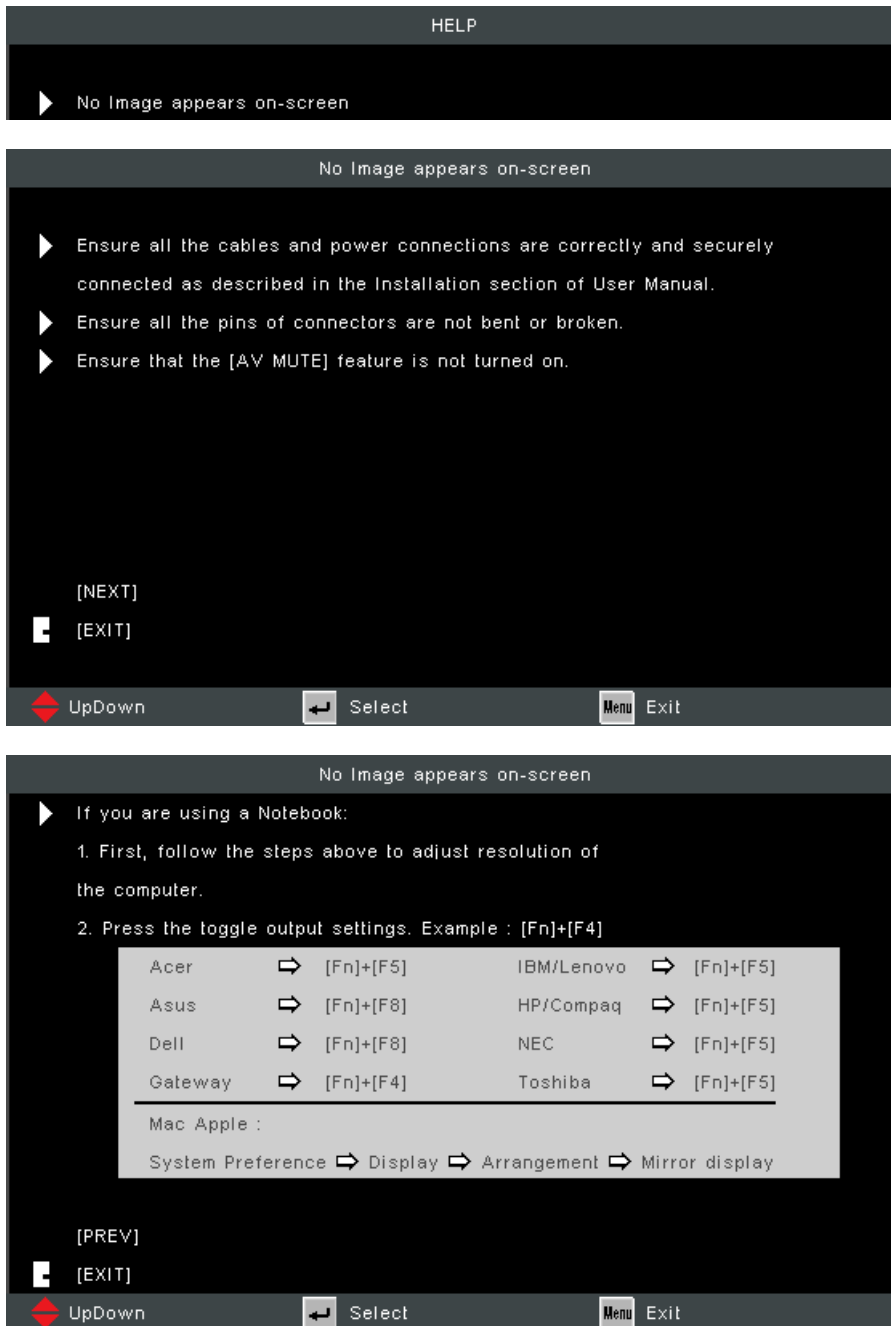 HELP
No Image appears on-screen
No Image appears on-screen
Ensure all the cables and power connections are correctly and securely
connected as described in the Installation section of User Manual.
Ensure all the pins of connectors are not bent or broken.
Ensure that the [AV MUTE] feature is not turned on.
[NEXT]
[EXIT]
UpDown Select Menu Exit
No Image appears on-screen
If you are using a Notebook:
1. First, follow the steps above to adjust resolution of
the computer.
2. Press the toggle output settings. Example : [Fn]+[F4]
Acer ⇨ [Fn]+[F5] IBM/Lenovo ⇨ [Fn]+[F5]
Asus ⇨ [Fn]+[F8] HP/Compaq ⇨ [Fn]+[F5]
Dell ⇨ [Fn]+[F8] NEC ⇨ [Fn]+[F5]
Gateway ⇨ [Fn]+[F4] Toshiba ⇨ [Fn]+[F5]
Mac Apple :
System Preference ⇨ Display ⇨ Arrangement ⇨ Mirror display
[PREV]
[EXIT]
UpDown Select Menu Exit